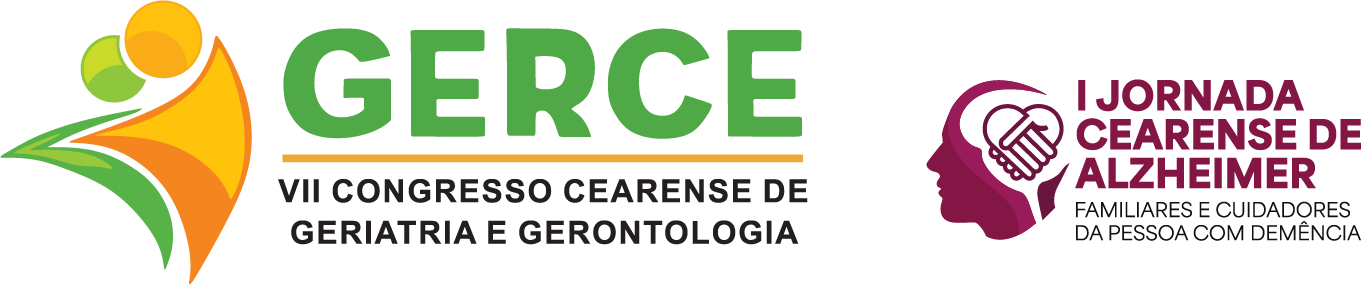 GERCE
VII CONGRESSO CEARENSE DE
GERIATRIA E GERONTOLOGIA
I JORNADA
CEARENSE DE
ALZHEIMER
FAMILIARES E CUIDADORES
DA PESSOA COM DEMÊNCIA